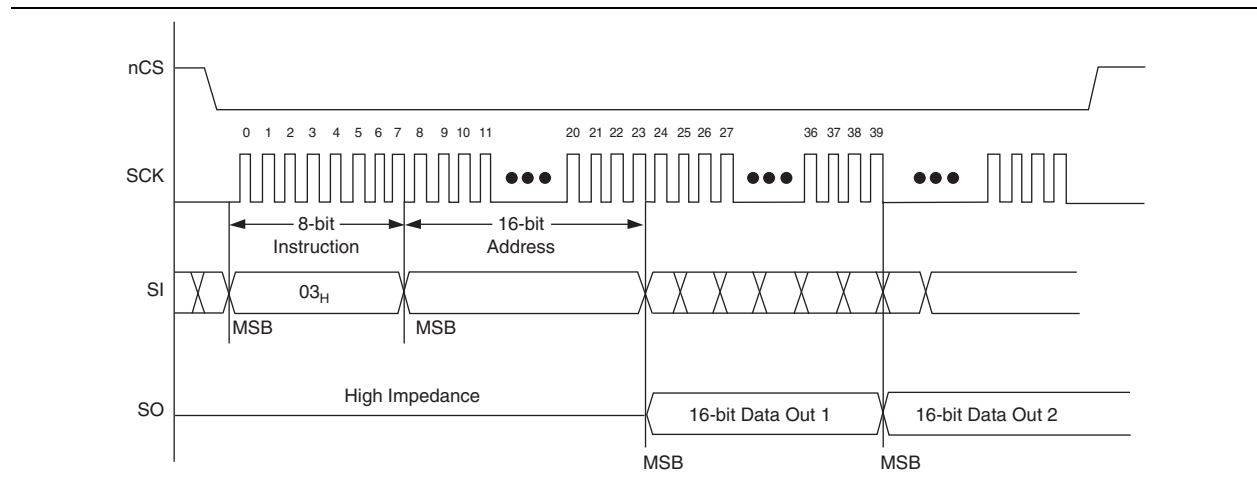 nCS
0 1 2 3 4 5 6 7 8 9 10 11 20 21 22 23 24 25 26 27 36 37 38 39
SCK
8-bit
Instruction
16-bit
Address
SI
03H
MSB
MSB
High Impedance
SO
16-bit Data Out 1
16-bit Data Out 2
MSB
MSB